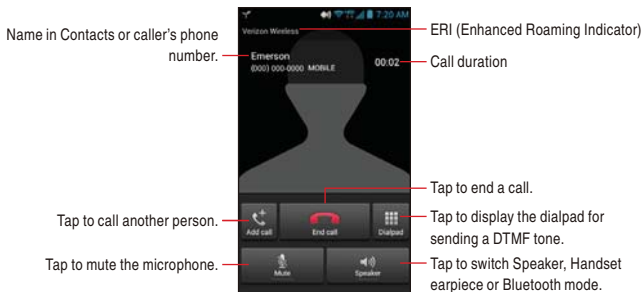 7:20 AM
Verizon Wireless
ERI (Enhanced Roaming Indicator)
Name in Contacts or caller's phone
number.
Emerson
(000) 000-0000 MOBILE
00:02
Call duration
Tap to end a call.
Tap to call another person.
Add call
End call
Dialpad
Tap to display the dialpad for
sending a DTMF tone.
Tap to mute the microphone.
Mute
Speaker
Tap to switch Speaker, Handset
earpiece or Bluetooth mode.